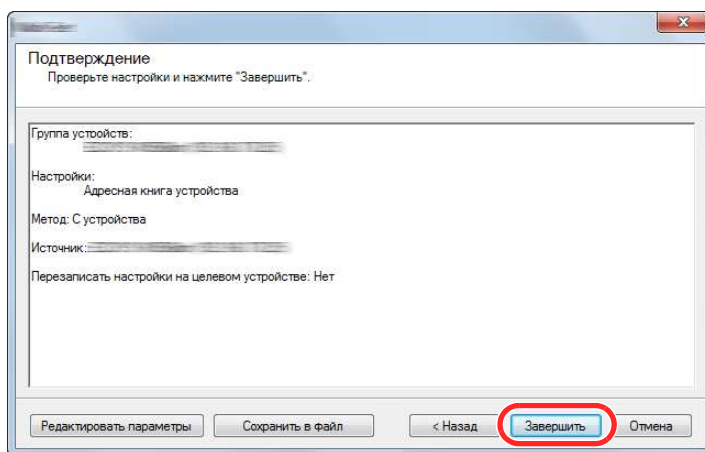 Подтверждение
Проверьте настройки и нажмите "Завершить".
Группа устройств:
Настройки:
Адресная книга устройства
Метод: С устройства
Источник:
Перезаписать настройки на целевом устройстве: Нет
Редактировать параметры Сохранить в файл < Назад Завершить Отмена